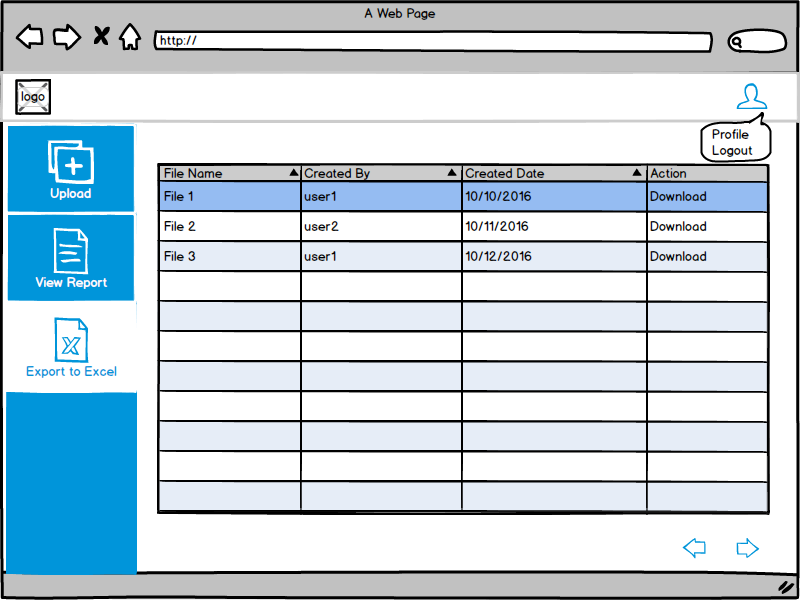 A Web Page
http://
logo
Profile
Logout
Upload
View Report
Export to Excel
File Name Created By Created Date Action
File 1 user1 10/10/2016 Download
File 2 user2 10/11/2016 Download
File 3 user1 10/12/2016 Download